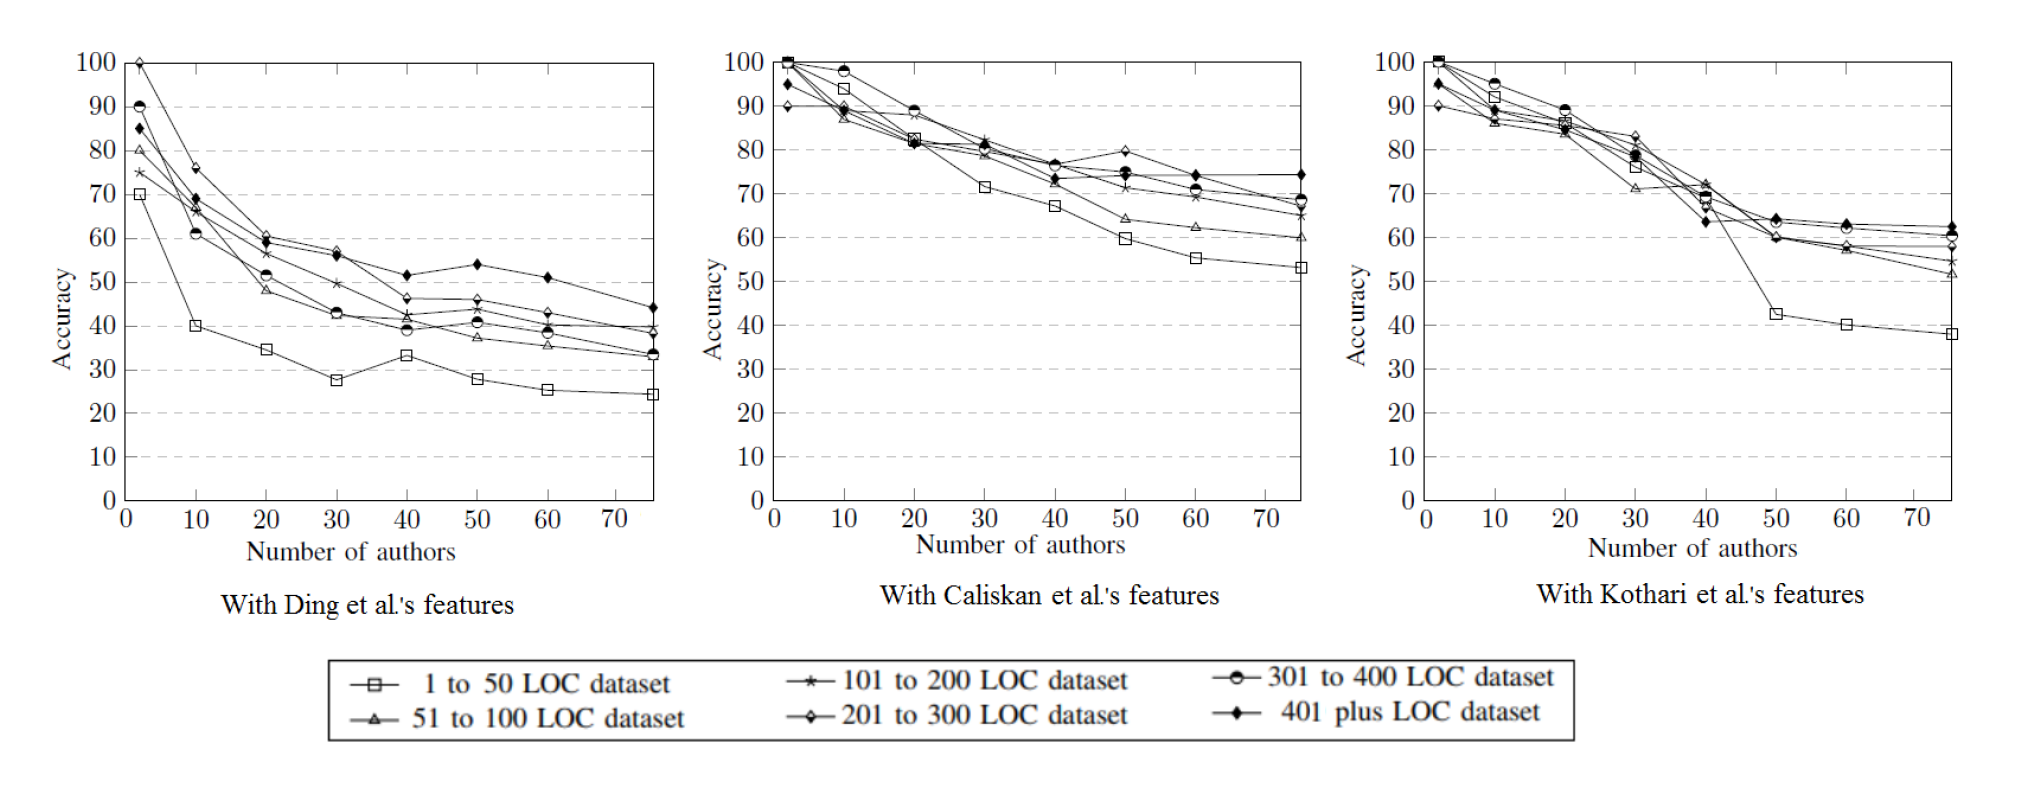 100
90
80
70
60
50
40
30
20
10
0
Accuracy
0 10 20 30 40 50 60 70
Number of authors
With Ding et al.'s features
100
90
80
70
60
50
40
30
20
10
0
Accuracy
0 10 20 30 40 50 60 70
Number of authors
With Caliskan et al.'s features
100
90
80
70
60
50
40
30
20
10
0
Accuracy
0 10 20 30 40 50 60 70
Number of authors
With Kothari et al.'s features
1 to 50 LOC dataset
101 to 200 LOC dataset
301 to 400 LOC dataset
51 to 100 LOC dataset
201 to 300 LOC dataset
401 plus LOC dataset